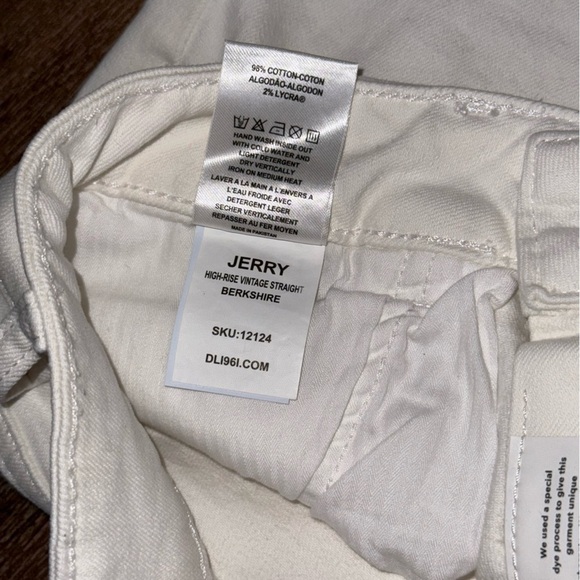 98% COTTON-COTON
ALGODÃO-ALGODON
2% LYCRA®
HAND WASH INSIDE OUT
WITH COLD WATER AND
LIGHT DETERGENT
DRY VERTICALLY
IRON ON MEDIUM HEAT
LAVER A LA MAIN A L'ENVERS A
L'EAU FROIDE AVEC
DETERGENT LEGER
SECHER VERTICALEMENT
REPASSER AU FER MOYEN
MADE IN PAKISTAN
JERRY
HIGH-RISE VINTAGE STRAIGHT
BERKSHIRE
SKU:12124
DLI96I.COM
We used a special
dye process to give this
garment unique